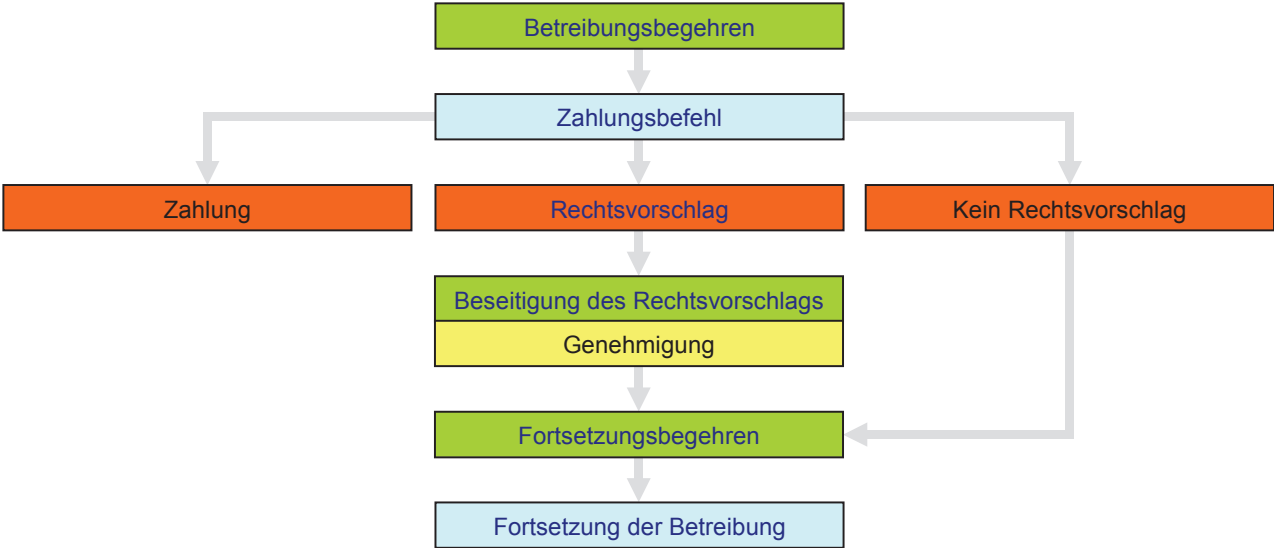 Betreibungsbegehren
Zahlungsbefehl
Zahlung
Rechtsvorschlag
Kein Rechtsvorschlag
Beseitigung des Rechtsvorschlags
Genehmigung
Fortsetzungsbegehren
Fortsetzung der Betreibung